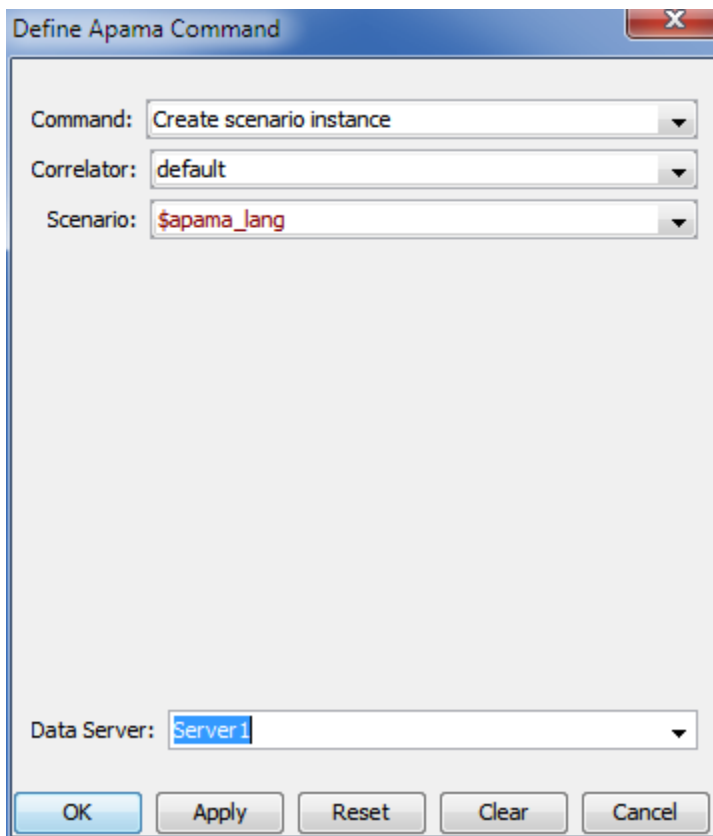 Define Apama Command
Command: Create scenario instance
Correlator: default
Scenario: $apama_lang
Data Server: Server1
OK Apply Reset Clear Cancel